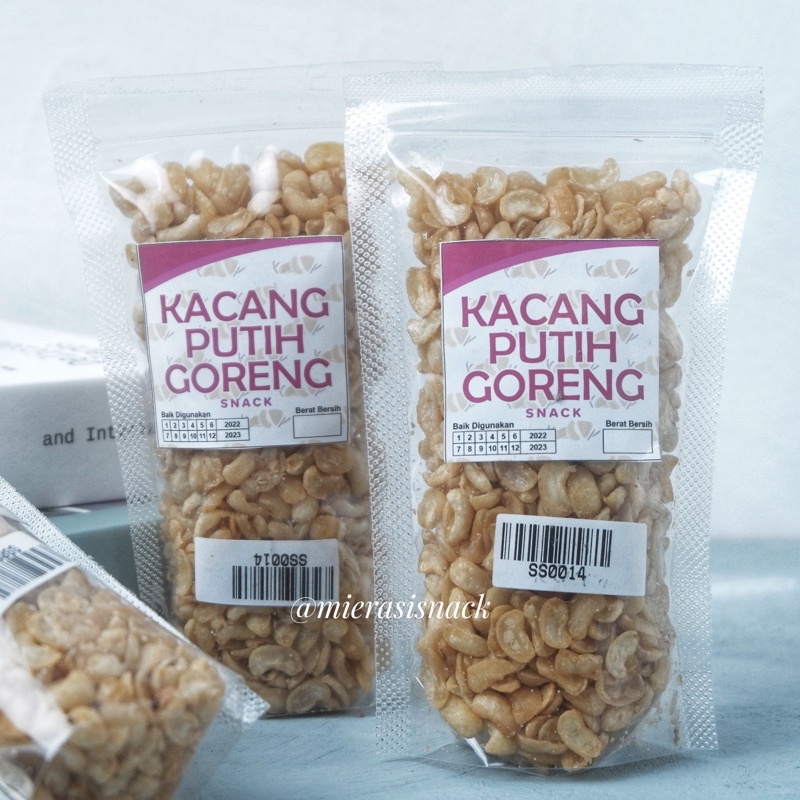 KACANG
PUTIH
GORENG
SNACK
Baik Digunakan
Berat Bersih
1 2 3 4 5 6 2022
7 8 9 10 11 12 2023
SS0014
KACANG
PUTIH
GORENG
SNACK
Baik Digunakan
Berat Bersih
1 2 3 4 5 6 2022
7 8 9 10 11 12 2023
SS0014
@mierasisnack
and